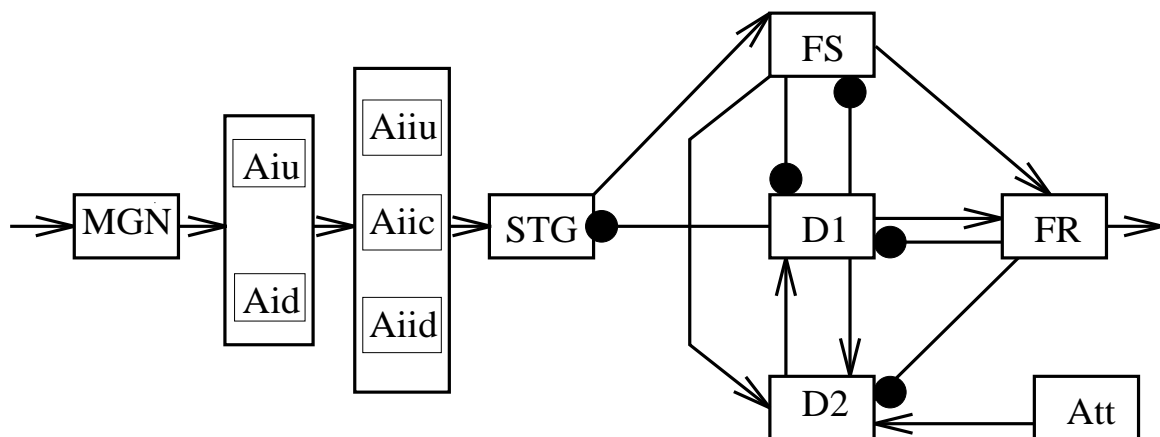 MGN
Aiu
Aid
Aiiu
Aiic
Aiid
STG
FS
D1
D2
FR
Att